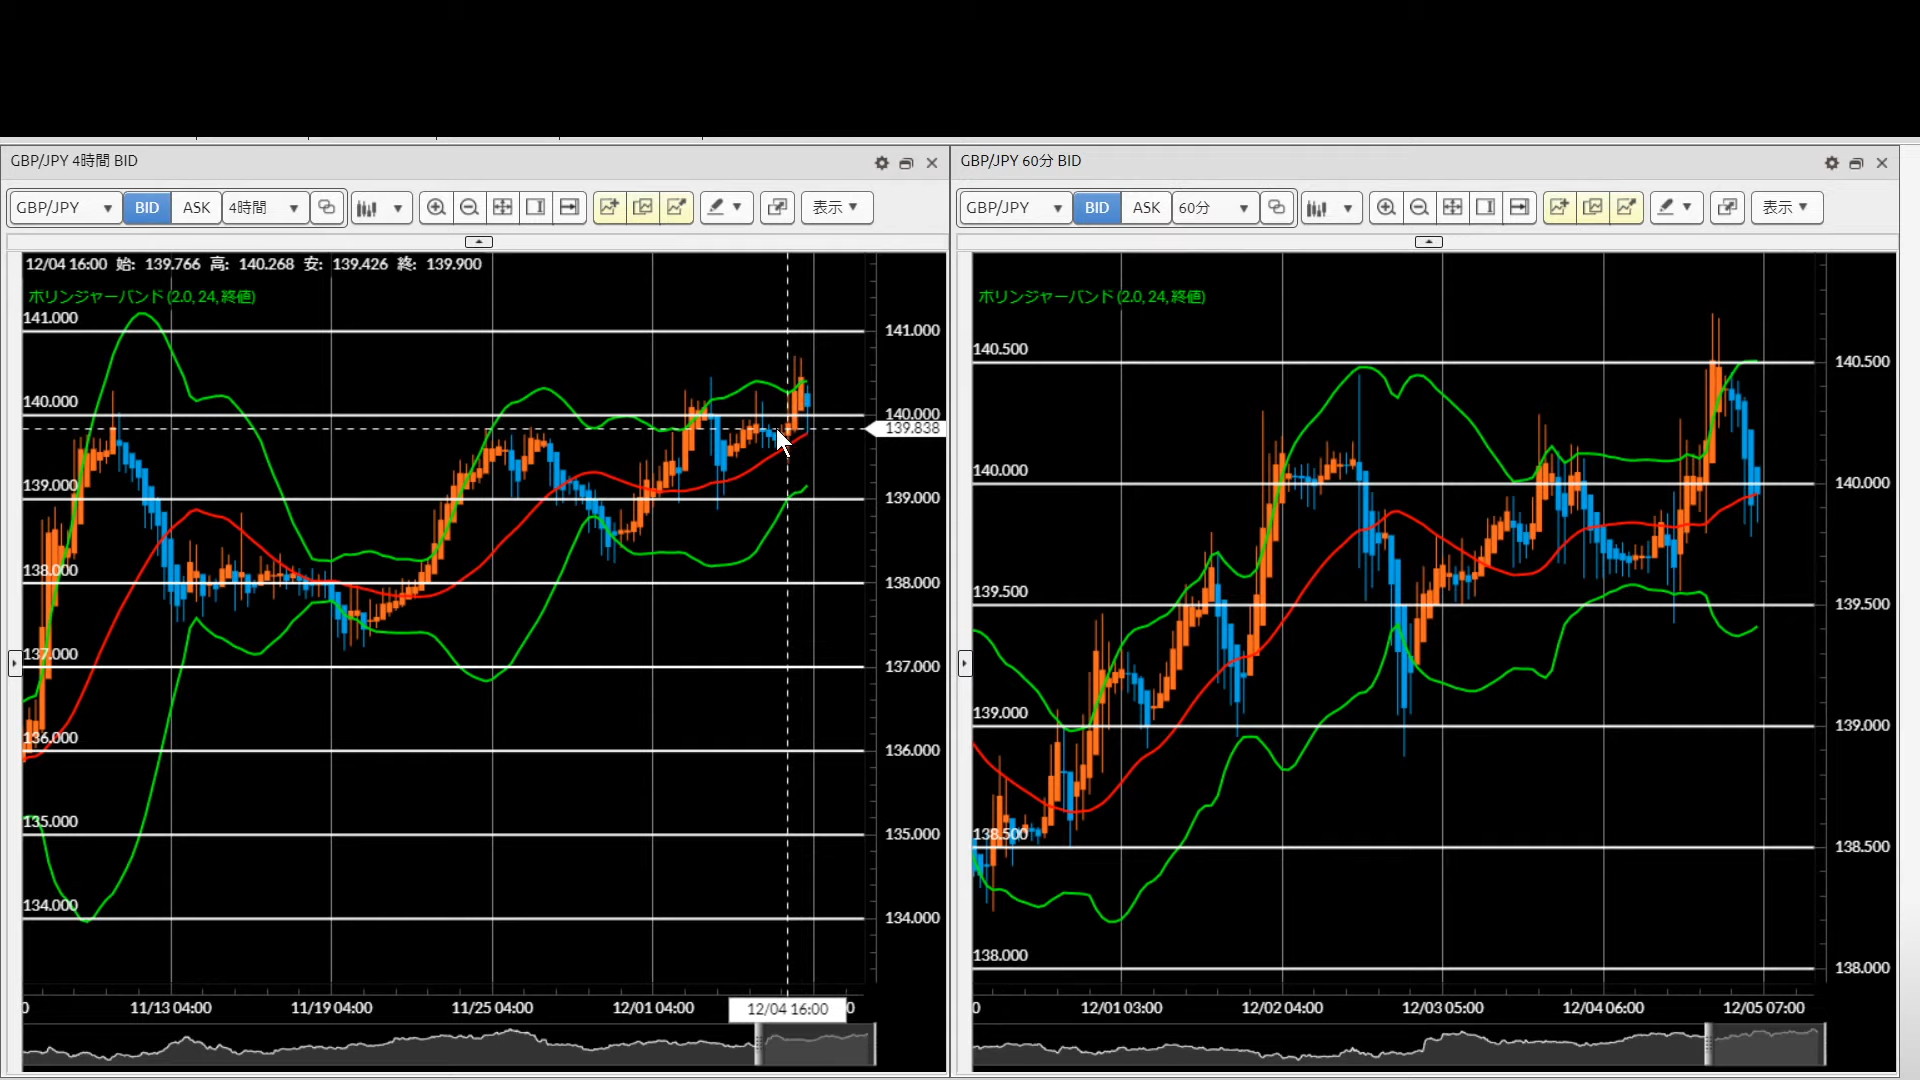 GBP/JPY 4時間 BID
GBP/JPY BID ASK 4時間 表示
12/04 16:00 始: 139.766 高: 140.268 安: 139.426 終: 139.900
ボリンジャーバンド (2.0, 24, 終値)
141.000 141.000
140.000 140.000
139.838
139.000 139.000
138.000 138.000
137.000 137.000
136.000 136.000
135.000 135.000
134.000 134.000
0 11/13 04:00 11/19 04:00 11/25 04:00 12/01 04:00 12/04 16:00 0
GBP/JPY 60分 BID
GBP/JPY BID ASK 60分 表示
ボリンジャーバンド (2.0, 24, 終値)
140.500 140.500
140.000 140.000
139.500 139.500
139.000 139.000
138.500 138.500
138.000 138.000
0 12/01 03:00 12/02 04:00 12/03 05:00 12/04 06:00 12/05 07:00